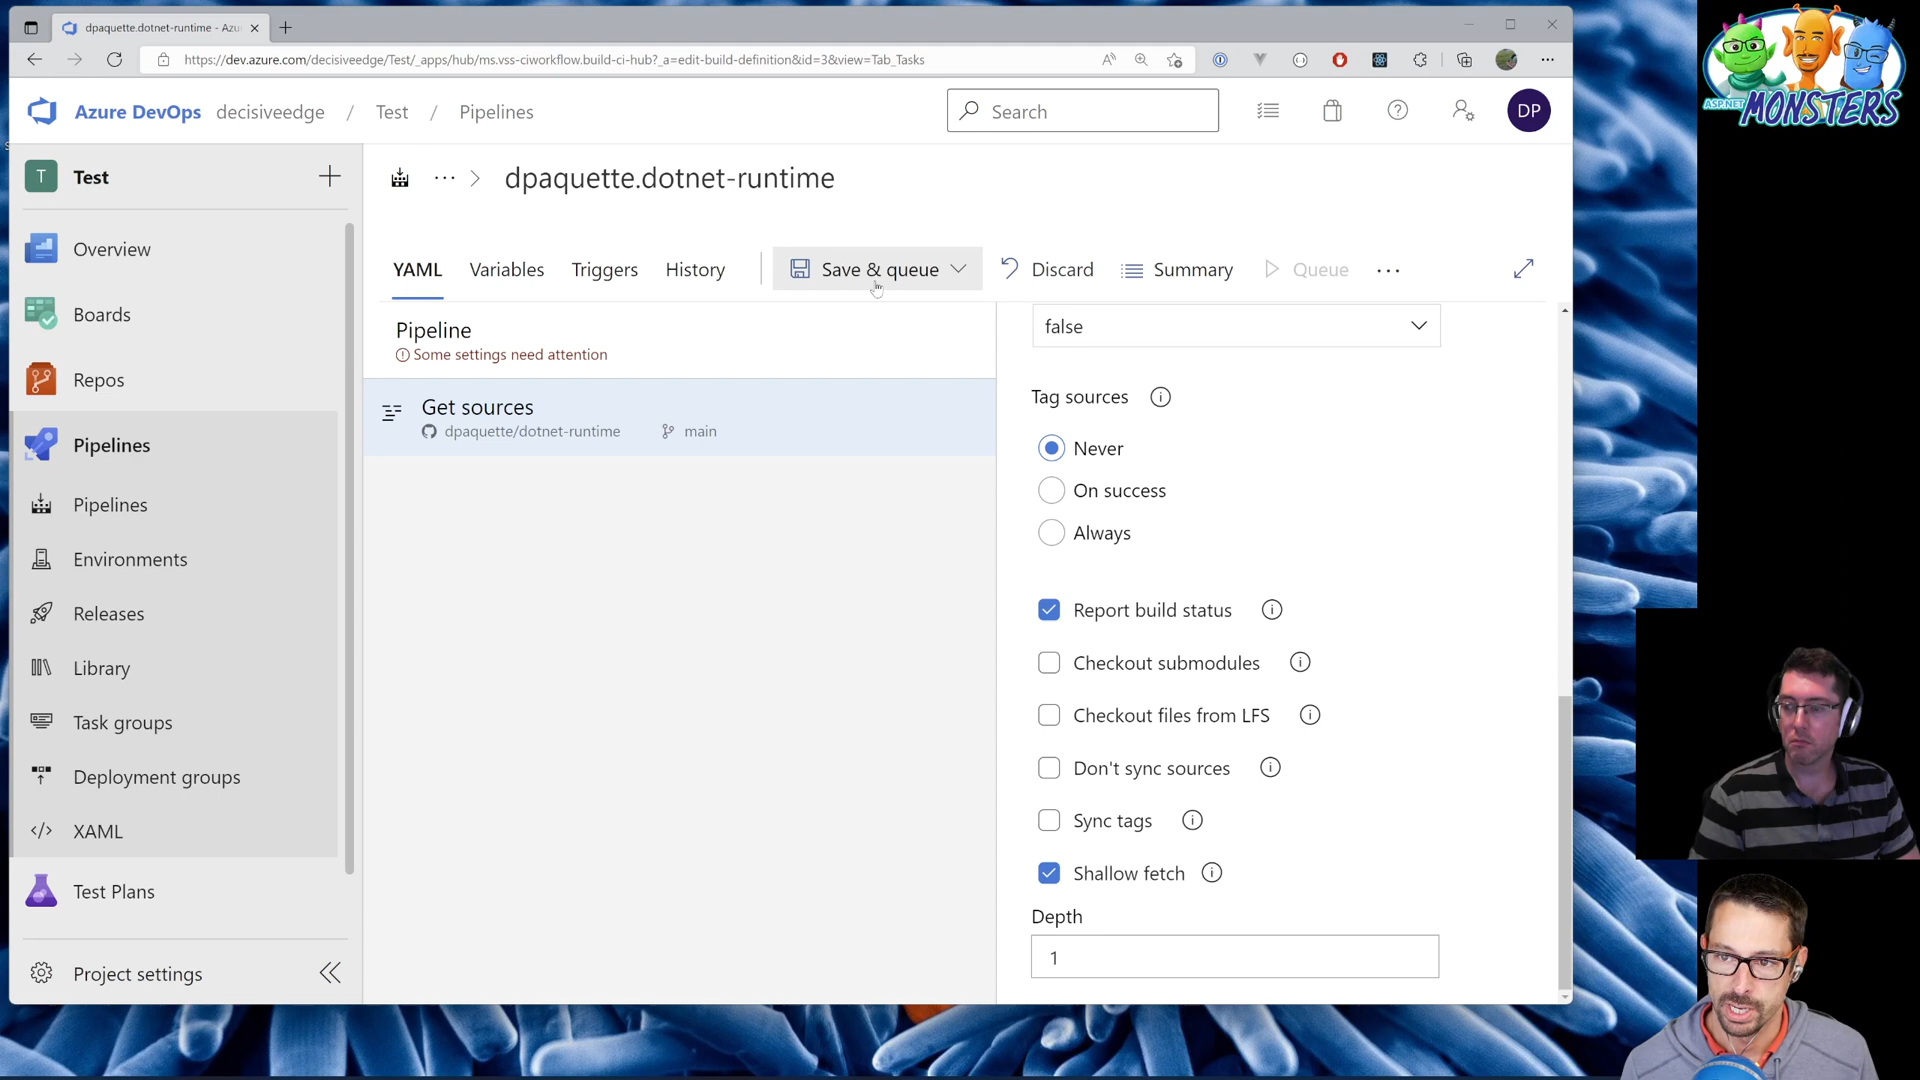 dpaquette.dotnet-runtime - Azu
https://dev.azure.com/decisiveedge/Test/_apps/hub/ms.vss-ciworkflow.build-ci-hub?_a=edit-build-definition&id=3&view=Tab_Tasks
Azure DevOps decisiveedge / Test / Pipelines
Search
DP
ASP.NET
MONSTERS
T Test
Overview
Boards
Repos
Pipelines
Pipelines
Environments
Releases
Library
Task groups
Deployment groups
XAML
Test Plans
Project settings
dpaquette.dotnet-runtime
YAML Variables Triggers History Save & queue Discard Summary Queue
Pipeline
Some settings need attention
Get sources
dpaquette/dotnet-runtime main
false
Tag sources
Never
On success
Always
Report build status
Checkout submodules
Checkout files from LFS
Don't sync sources
Sync tags
Shallow fetch
Depth
1